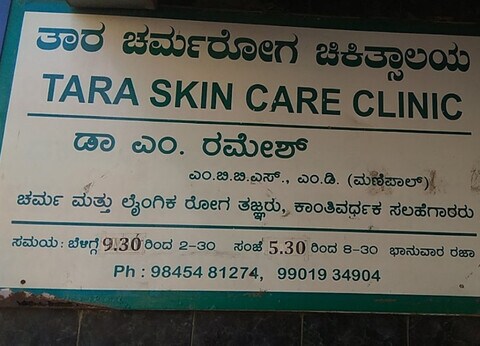 ತಾರ ಚರ್ಮರೋಗ ಚಿಕಿತ್ಸಾಲಯ
TARA SKIN CARE CLINIC
ಡಾ ಎಂ. ರಮೇಶ್
ಎಂ.ಬಿ.ಬಿ.ಎಸ್., ಎಂ.ಡಿ. (ಮಣಿಪಾಲ್)
ಚರ್ಮ ಮತ್ತು ಲೈಂಗಿಕ ರೋಗ ತಜ್ಞರು, ಕಾಂತಿವರ್ಧಕ ಸಲಹೆಗಾರರು
ಸಮಯ: ಬೆಳಿಗ್ಗೆ 9.30 ರಿಂದ 2-30 ಸಂಜೆ 5.30 ರಿಂದ 8-30 ಭಾನುವಾರ ರಜಾ
Ph : 98454 81274, 99019 34904